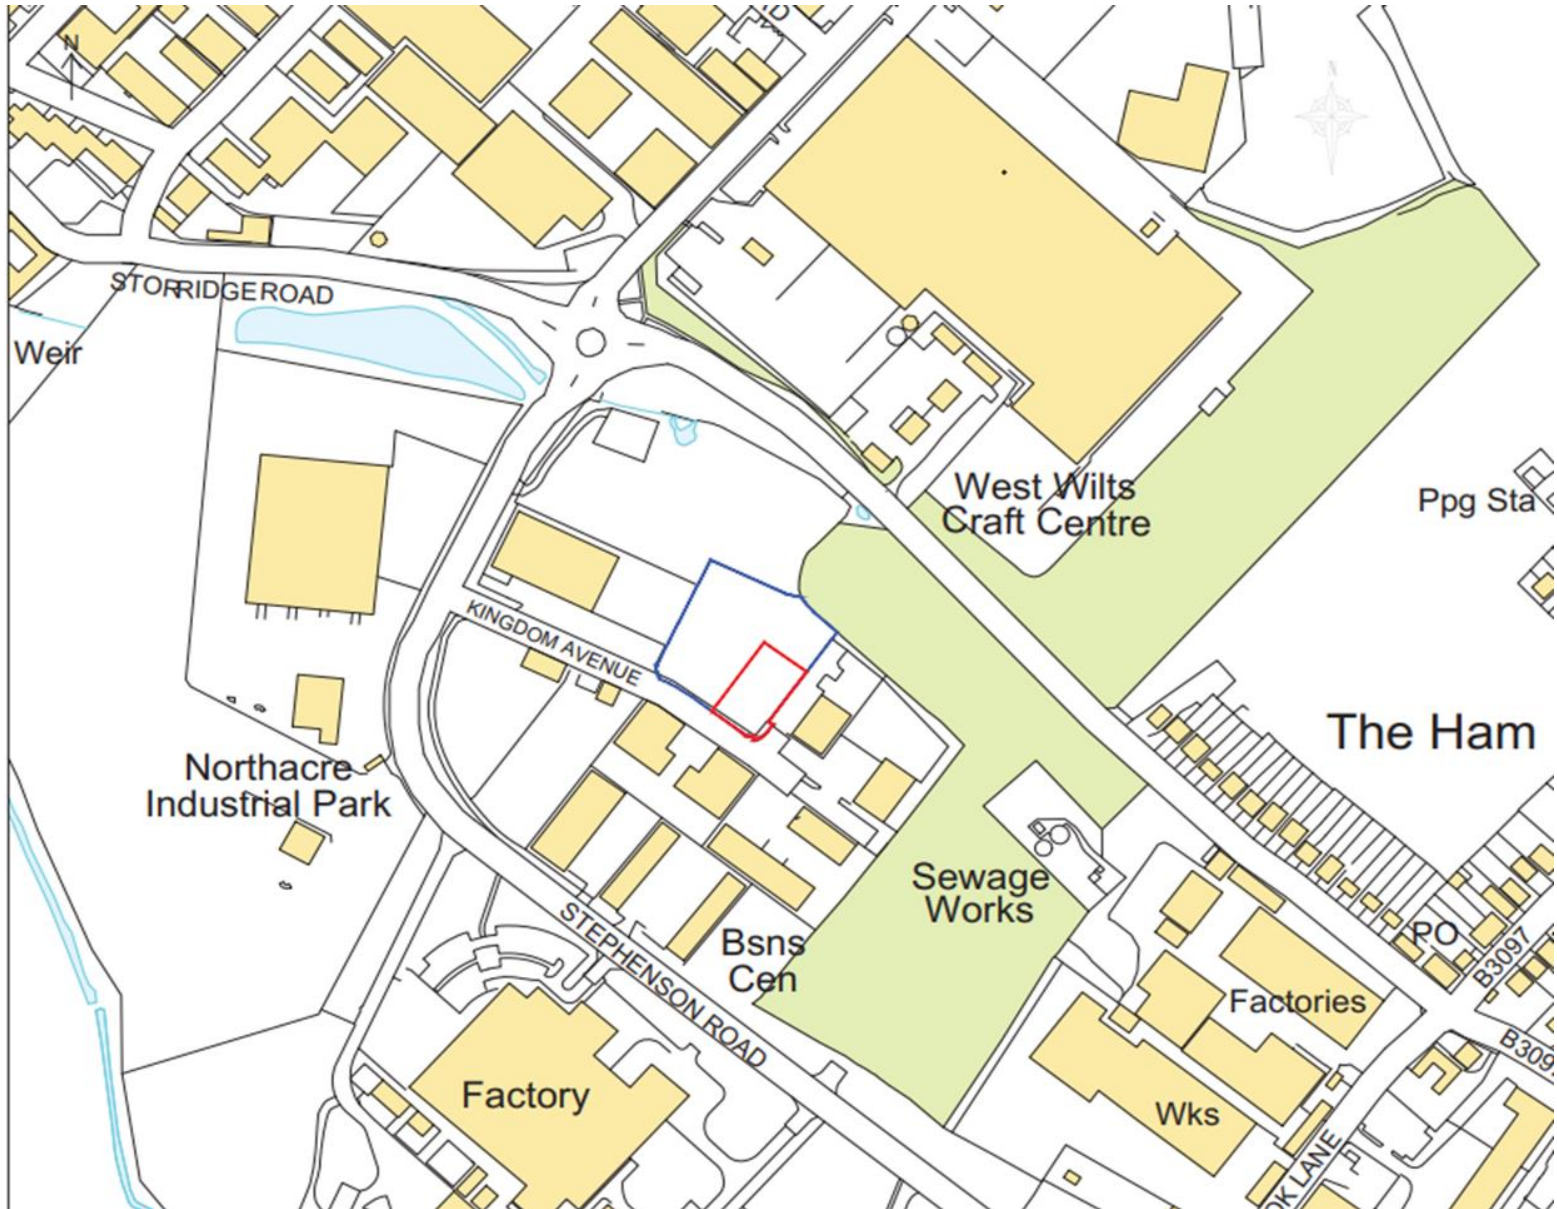 N
N
STORRIDGE ROAD
Weir
West Wilts
Craft Centre
Ppg Sta
KINGDOM AVENUE
The Ham
Northacre
Industrial Park
Sewage
Works
STEPHENSON ROAD
Bsns
Cen
PO
B3097
Factories
Factory
Wks